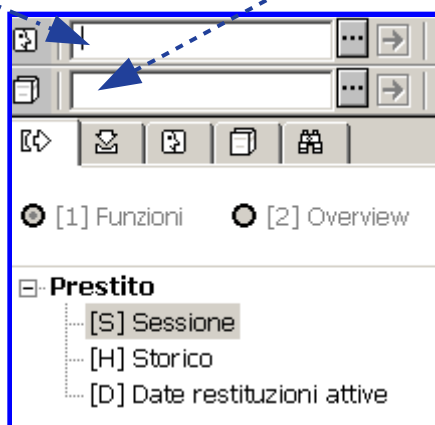 [1] Funzioni [2] Overview
Prestito
[S] Sessione
[H] Storico
[D] Date restituzioni attive